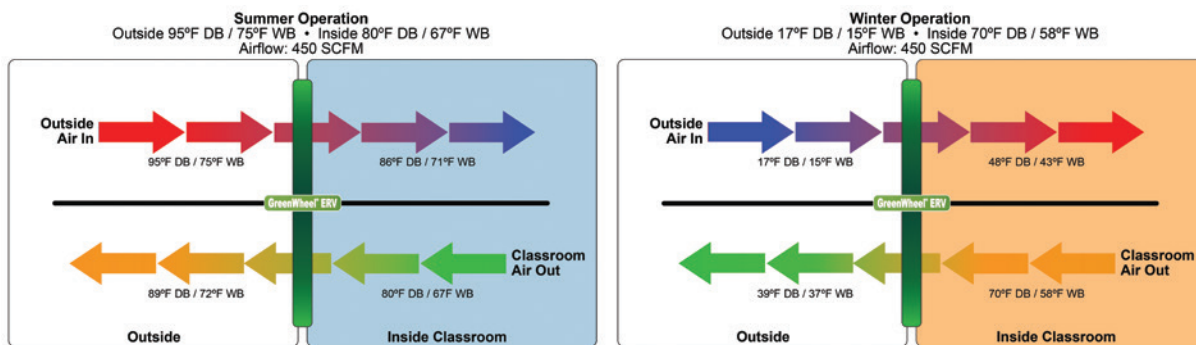 Summer Operation
Outside 95ºF DB / 75ºF WB • Inside 80ºF DB / 67ºF WB
Airflow: 450 SCFM
Outside
Air In
95ºF DB / 75ºF WB
86ºF DB / 71ºF WB
GreenWheel™ ERV
Classroom
Air Out
89ºF DB / 72ºF WB
80ºF DB / 67F WB
Outside
Inside Classroom
Winter Operation
Outside 17ºF DB / 15ºF WB • Inside 70ºF DB / 58ºF WB
Airflow: 450 SCFM
Outside
Air In
17ºF DB / 15ºF WB
48ºF DB / 43ºF WB
GreenWheel™ ERV
Classroom
Air Out
39ºF DB / 37ºF WB
70ºF DB / 58ºF WB
Outside
Inside Classroom